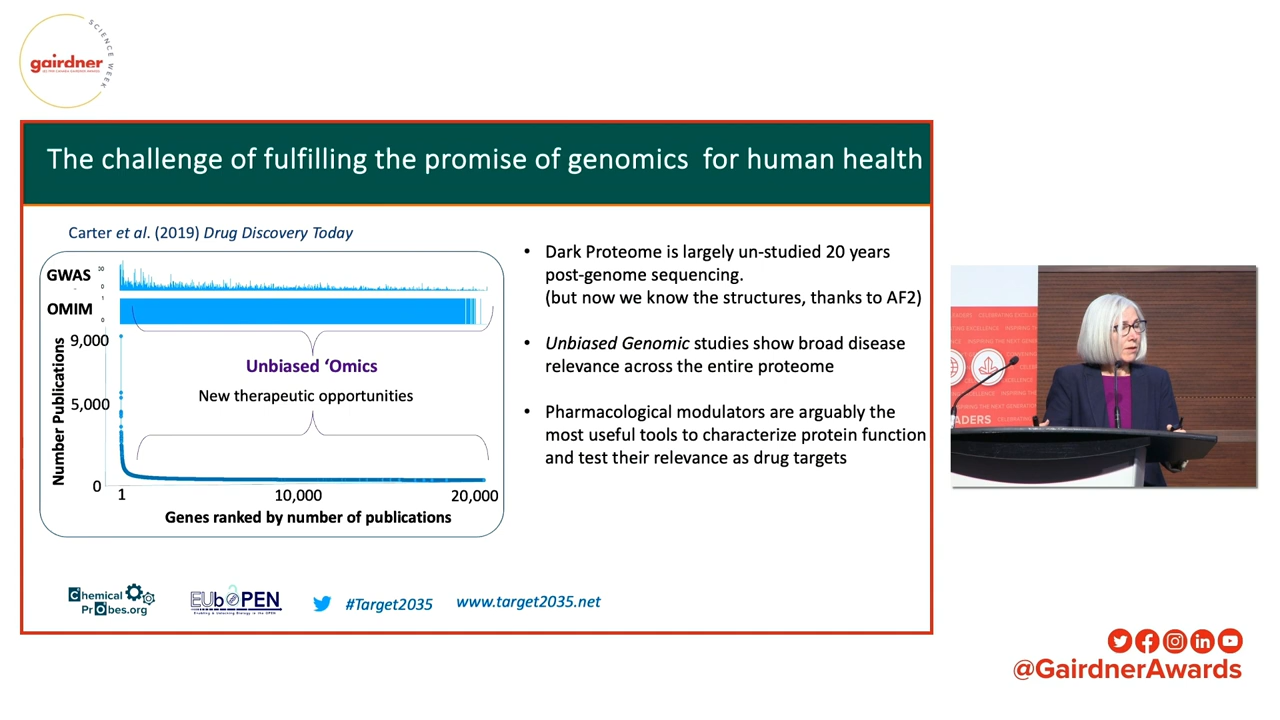 SCIENCE WEEK
gairdner
The challenge of fulfilling the promise of genomics for human health
Carter et al. (2019) Drug Discovery Today
GWAS
OMIM
1
0
9,000
5,000
0
Number Publications
Unbiased ‘Omics
New therapeutic opportunities
1
10,000
20,000
Genes ranked by number of publications
• Dark Proteome is largely un-studied 20 years
post-genome sequencing.
(but now we know the structures, thanks to AF2)
• Unbiased Genomic studies show broad disease
relevance across the entire proteome
• Pharmacological modulators are arguably the
most useful tools to characterize protein function
and test their relevance as drug targets
Chemical
Probes.org
EUbOPEN
#Target2035
www.target2035.net
@GairdnerAwards